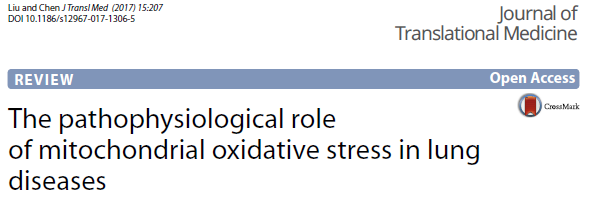 Liu and Chen J Transl Med (2017) 15:207
DOI 10.1186/s12967-017-1306-5
Journal of
Translational Medicine
REVIEW
Open Access
CrossMark
The pathophysiological role
of mitochondrial oxidative stress in lung
diseases